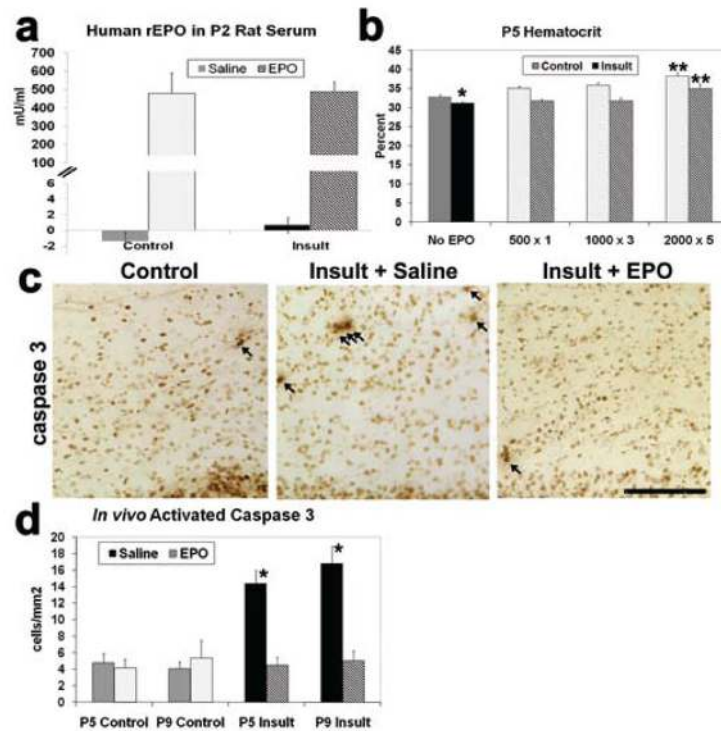 a
Human rEPO in P2 Rat Serum
Saline EPO
mU/ml
600
500
400
300
200
100
6
4
2
0
-2
Control Insult
b
P5 Hematocrit
Control Insult
Percent
45
40
35
30
25
20
15
10
5
0
*
**
**
No EPO 500 x 1 1000 x 3 2000 x 5
c
Control Insult + Saline Insult + EPO
caspase 3
d
In vivo Activated Caspase 3
Saline EPO
cells/mm2
20
18
16
14
12
10
8
6
4
2
0
*
*
P5 Control P9 Control P5 Insult P9 Insult